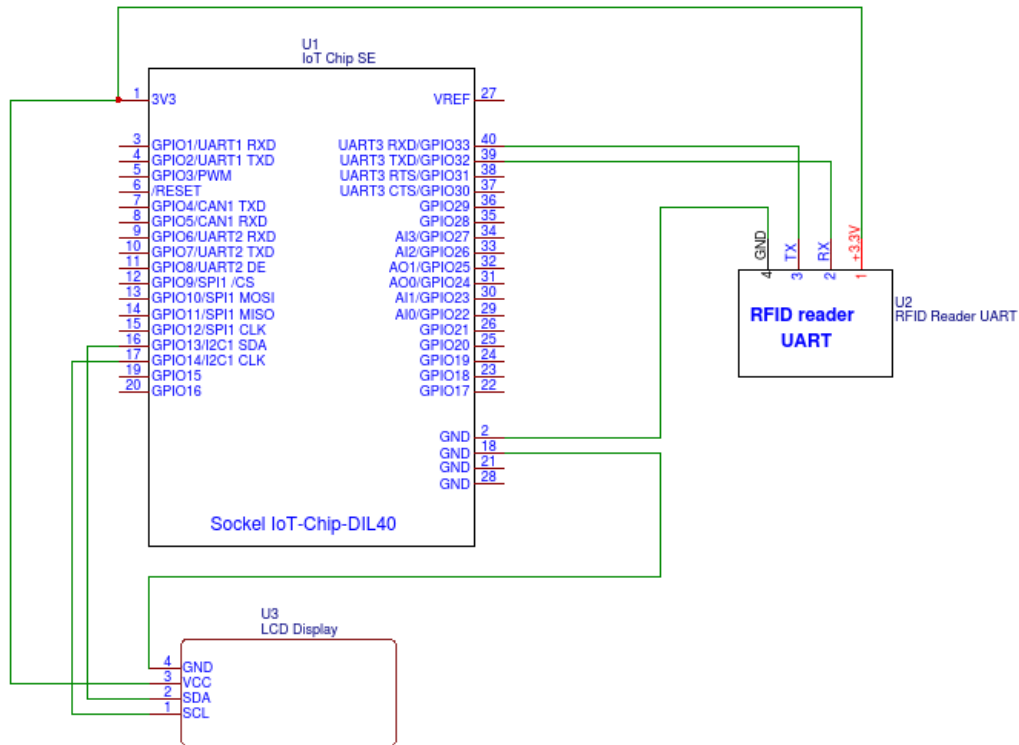 U1
IoT Chip SE
1 3V3
VREF 27
3 GPIO1/UART1 RXD
4 GPIO2/UART1 TXD
5 GPIO3/PWM
6 /RESET
7 GPIO4/CAN1 TXD
8 GPIO5/CAN1 RXD
9 GPIO6/UART2 RXD
10 GPIO7/UART2 TXD
11 GPIO8/UART2 DE
12 GPIO9/SPI1 /CS
13 GPIO10/SPI1 MOSI
14 GPIO11/SPI1 MISO
15 GPIO12/SPI1 CLK
16 GPIO13/I2C1 SDA
17 GPIO14/I2C1 CLK
19 GPIO15
20 GPIO16
UART3 RXD/GPIO33 40
UART3 TXD/GPIO32 39
UART3 RTS/GPIO31 38
UART3 CTS/GPIO30 37
GPIO29 36
GPIO28 35
AI3/GPIO27 34
AI2/GPIO26 33
AO1/GPIO25 32
AO0/GPIO24 31
AI1/GPIO23 30
AI0/GPIO22 29
GPIO21 26
GPIO20 25
GPIO19 24
GPIO18 23
GPIO17 22
GND 2
GND 18
GND 21
GND 28
Sockel IoT-Chip-DIL40
GND 4
TX 3
RX 2
+3.3V 1
RFID reader
UART
U2
RFID Reader UART
U3
LCD Display
4 GND
3 VCC
2 SDA
1 SCL